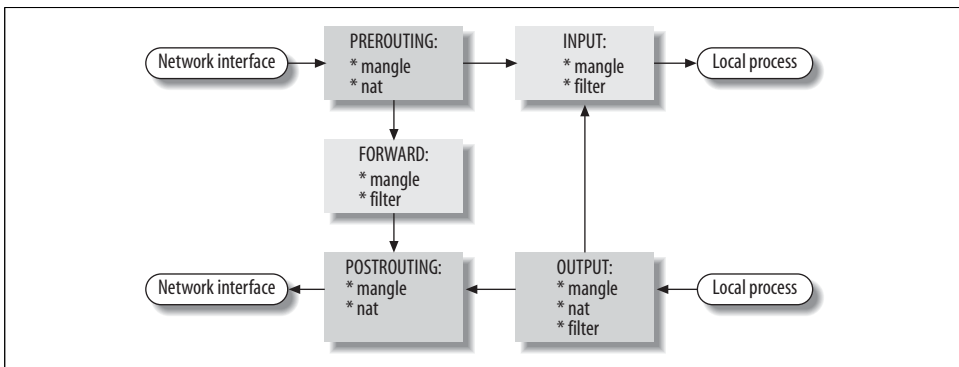 Network interface
PREROUTING:
* mangle
* nat
INPUT:
* mangle
* filter
Local process
FORWARD:
* mangle
* filter
Network interface
POSTROUTING:
* mangle
* nat
OUTPUT:
* mangle
* nat
* filter
Local process